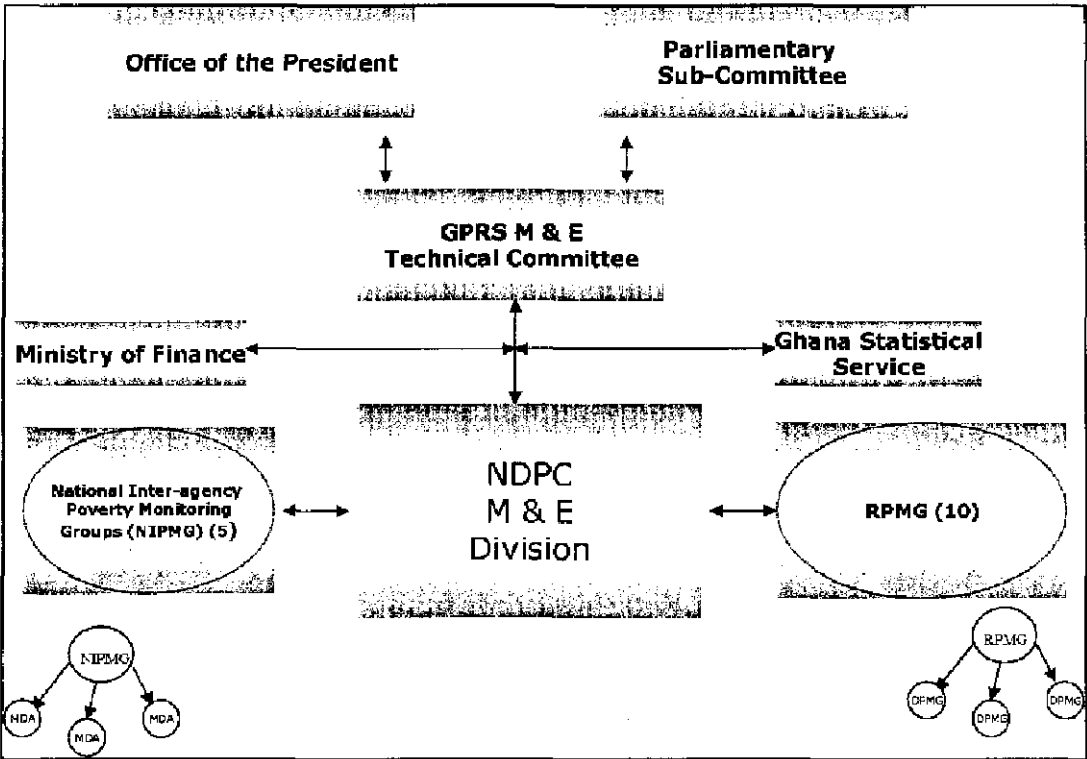 Office of the President
Parliamentary
Sub-Committee
GPRS M & E
Technical Committee
Ministry of Finance
Ghana Statistical
Service
National Inter-agency
Poverty Monitoring
Groups (NIPMG) (5)
NDPC
M & E
Division
RPMG (10)
NIPMG
MDA
MDA
MDA
RPMG
DPMG
DPMG
DPMG